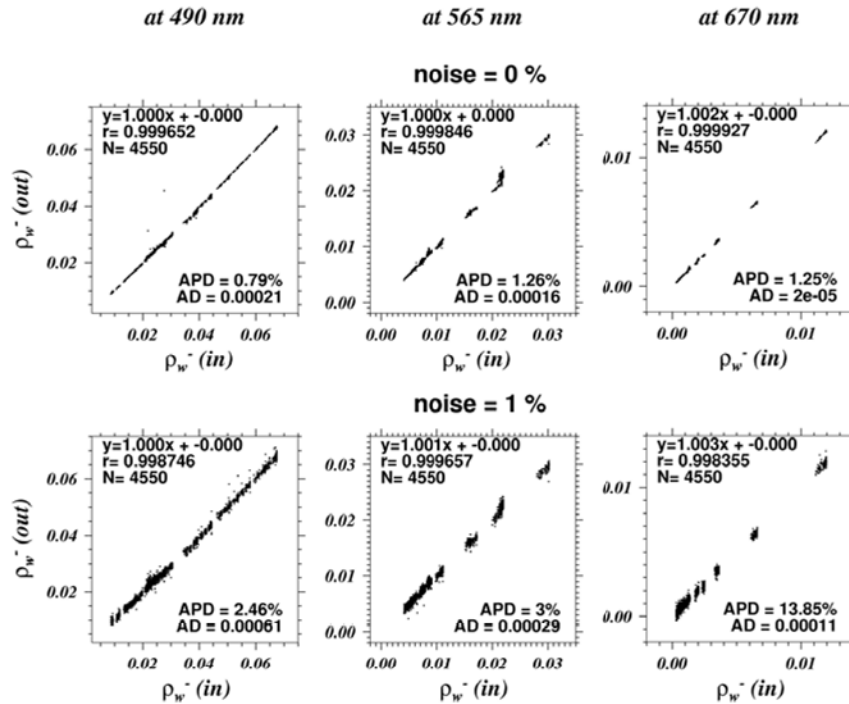 at 490 nm
at 565 nm
at 670 nm
noise = 0 %
y=1.000x + -0.000
r= 0.999652
N= 4550
APD = 0.79%
AD = 0.00021
0.06
0.04
0.02
0.02 0.04 0.06
ρw- (out)
ρw- (in)
y=1.000x + 0.000
r= 0.999846
N= 4550
APD = 1.26%
AD = 0.00016
0.03
0.02
0.01
0.00
0.00 0.01 0.02 0.03
ρw- (in)
y=1.002x + -0.000
r= 0.999927
N= 4550
APD = 1.25%
AD = 2e-05
0.01
0.00
0.00 0.01
ρw- (in)
noise = 1 %
y=1.000x + -0.000
r= 0.998746
N= 4550
APD = 2.46%
AD = 0.00061
0.06
0.04
0.02
0.02 0.04 0.06
ρw- (out)
ρw- (in)
y=1.001x + -0.000
r= 0.999657
N= 4550
APD = 3%
AD = 0.00029
0.03
0.02
0.01
0.00
0.00 0.01 0.02 0.03
ρw- (in)
y=1.003x + -0.000
r= 0.998355
N= 4550
APD = 13.85%
AD = 0.00011
0.01
0.00
0.00 0.01
ρw- (in)